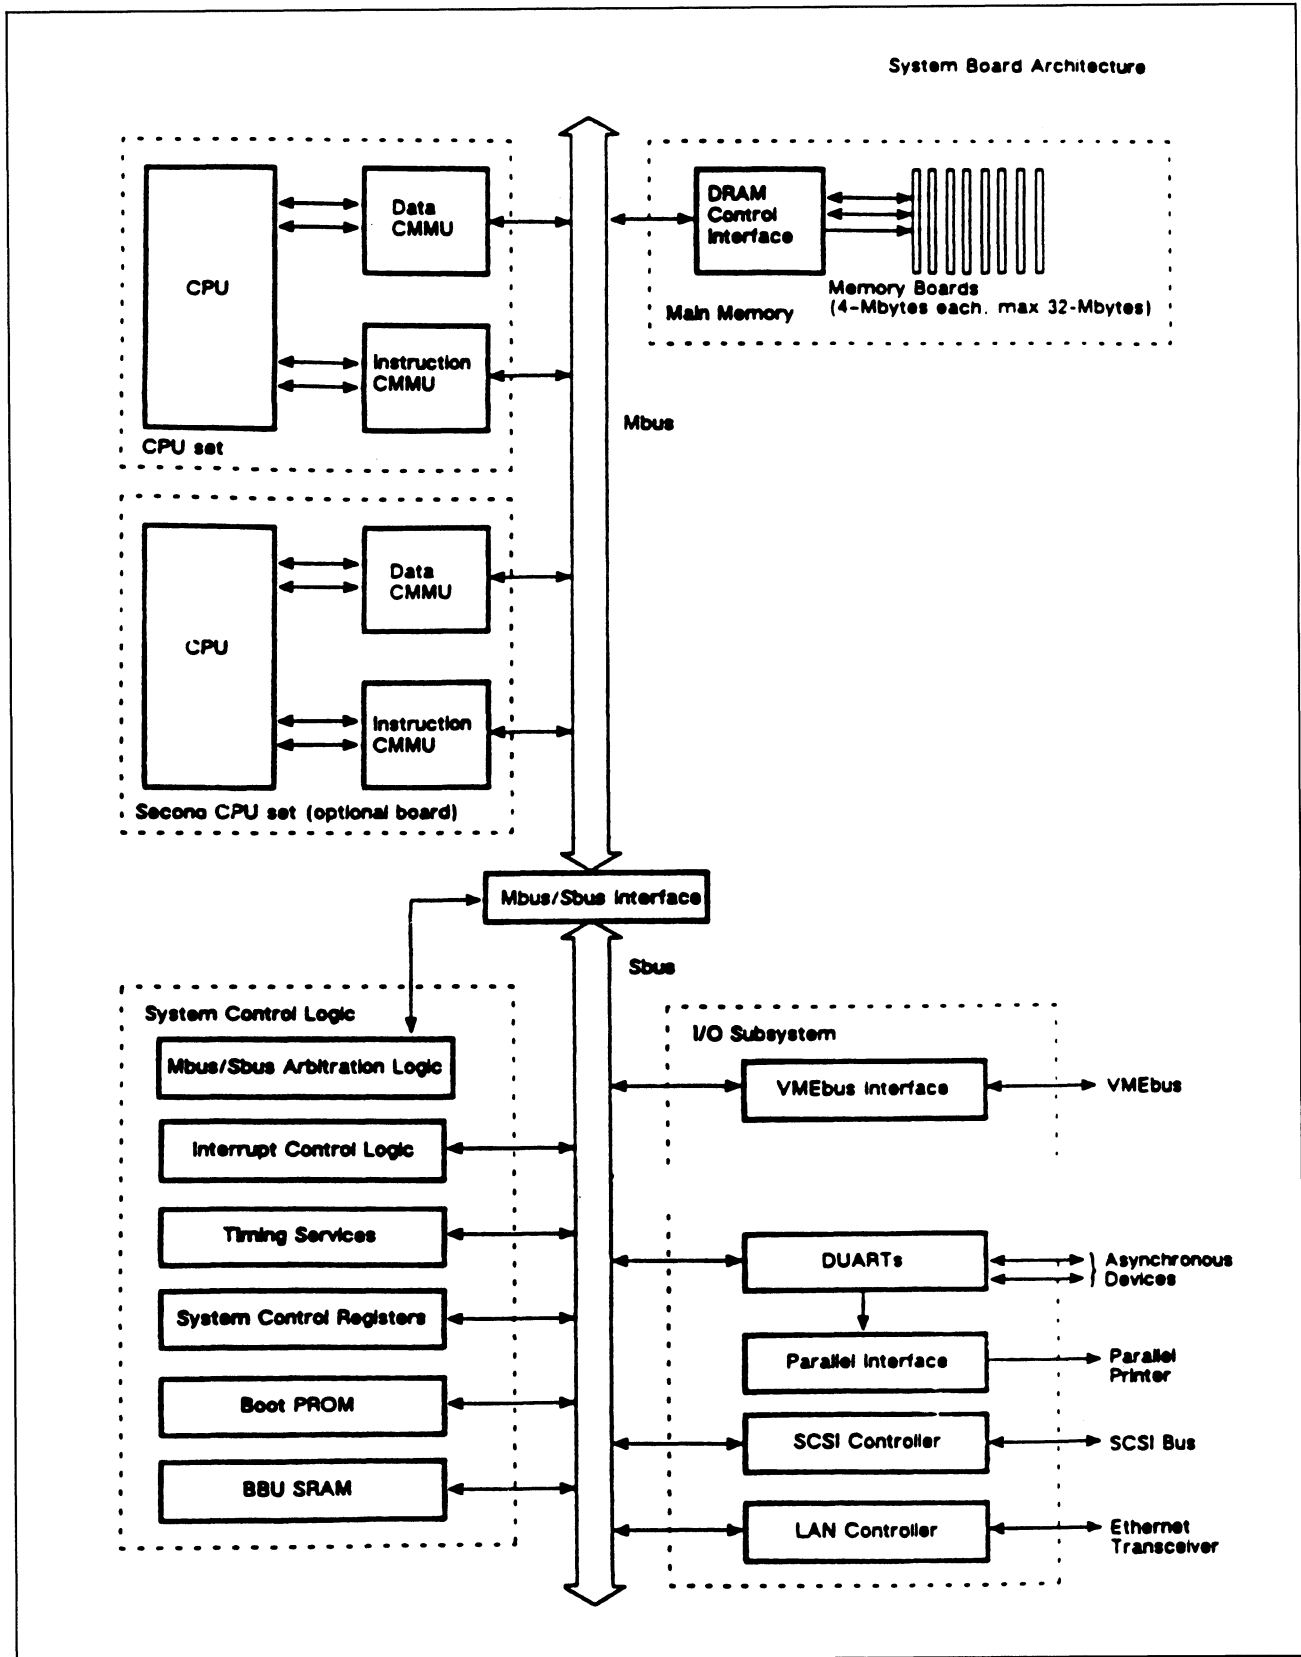 System Board Architecture
CPU
Data
CMMU
Instruction
CMMU
CPU set
DRAM
Control
Interface
Main Memory
Memory Boards
(4-Mbytes each. max 32-Mbytes)
Mbus
CPU
Data
CMMU
Instruction
CMMU
Second CPU set (optional board)
Mbus/Sbus Interface
Sbus
System Control Logic
Mbus/Sbus Arbitration Logic
Interrupt Control Logic
Timing Services
System Control Registers
Boot PROM
BBU SRAM
I/O Subsystem
VMEbus Interface
VMEbus
DUARTs
Asynchronous
Devices
Parallel Interface
Parallel
Printer
SCSI Controller
SCSI Bus
LAN Controller
Ethernet
Transceiver